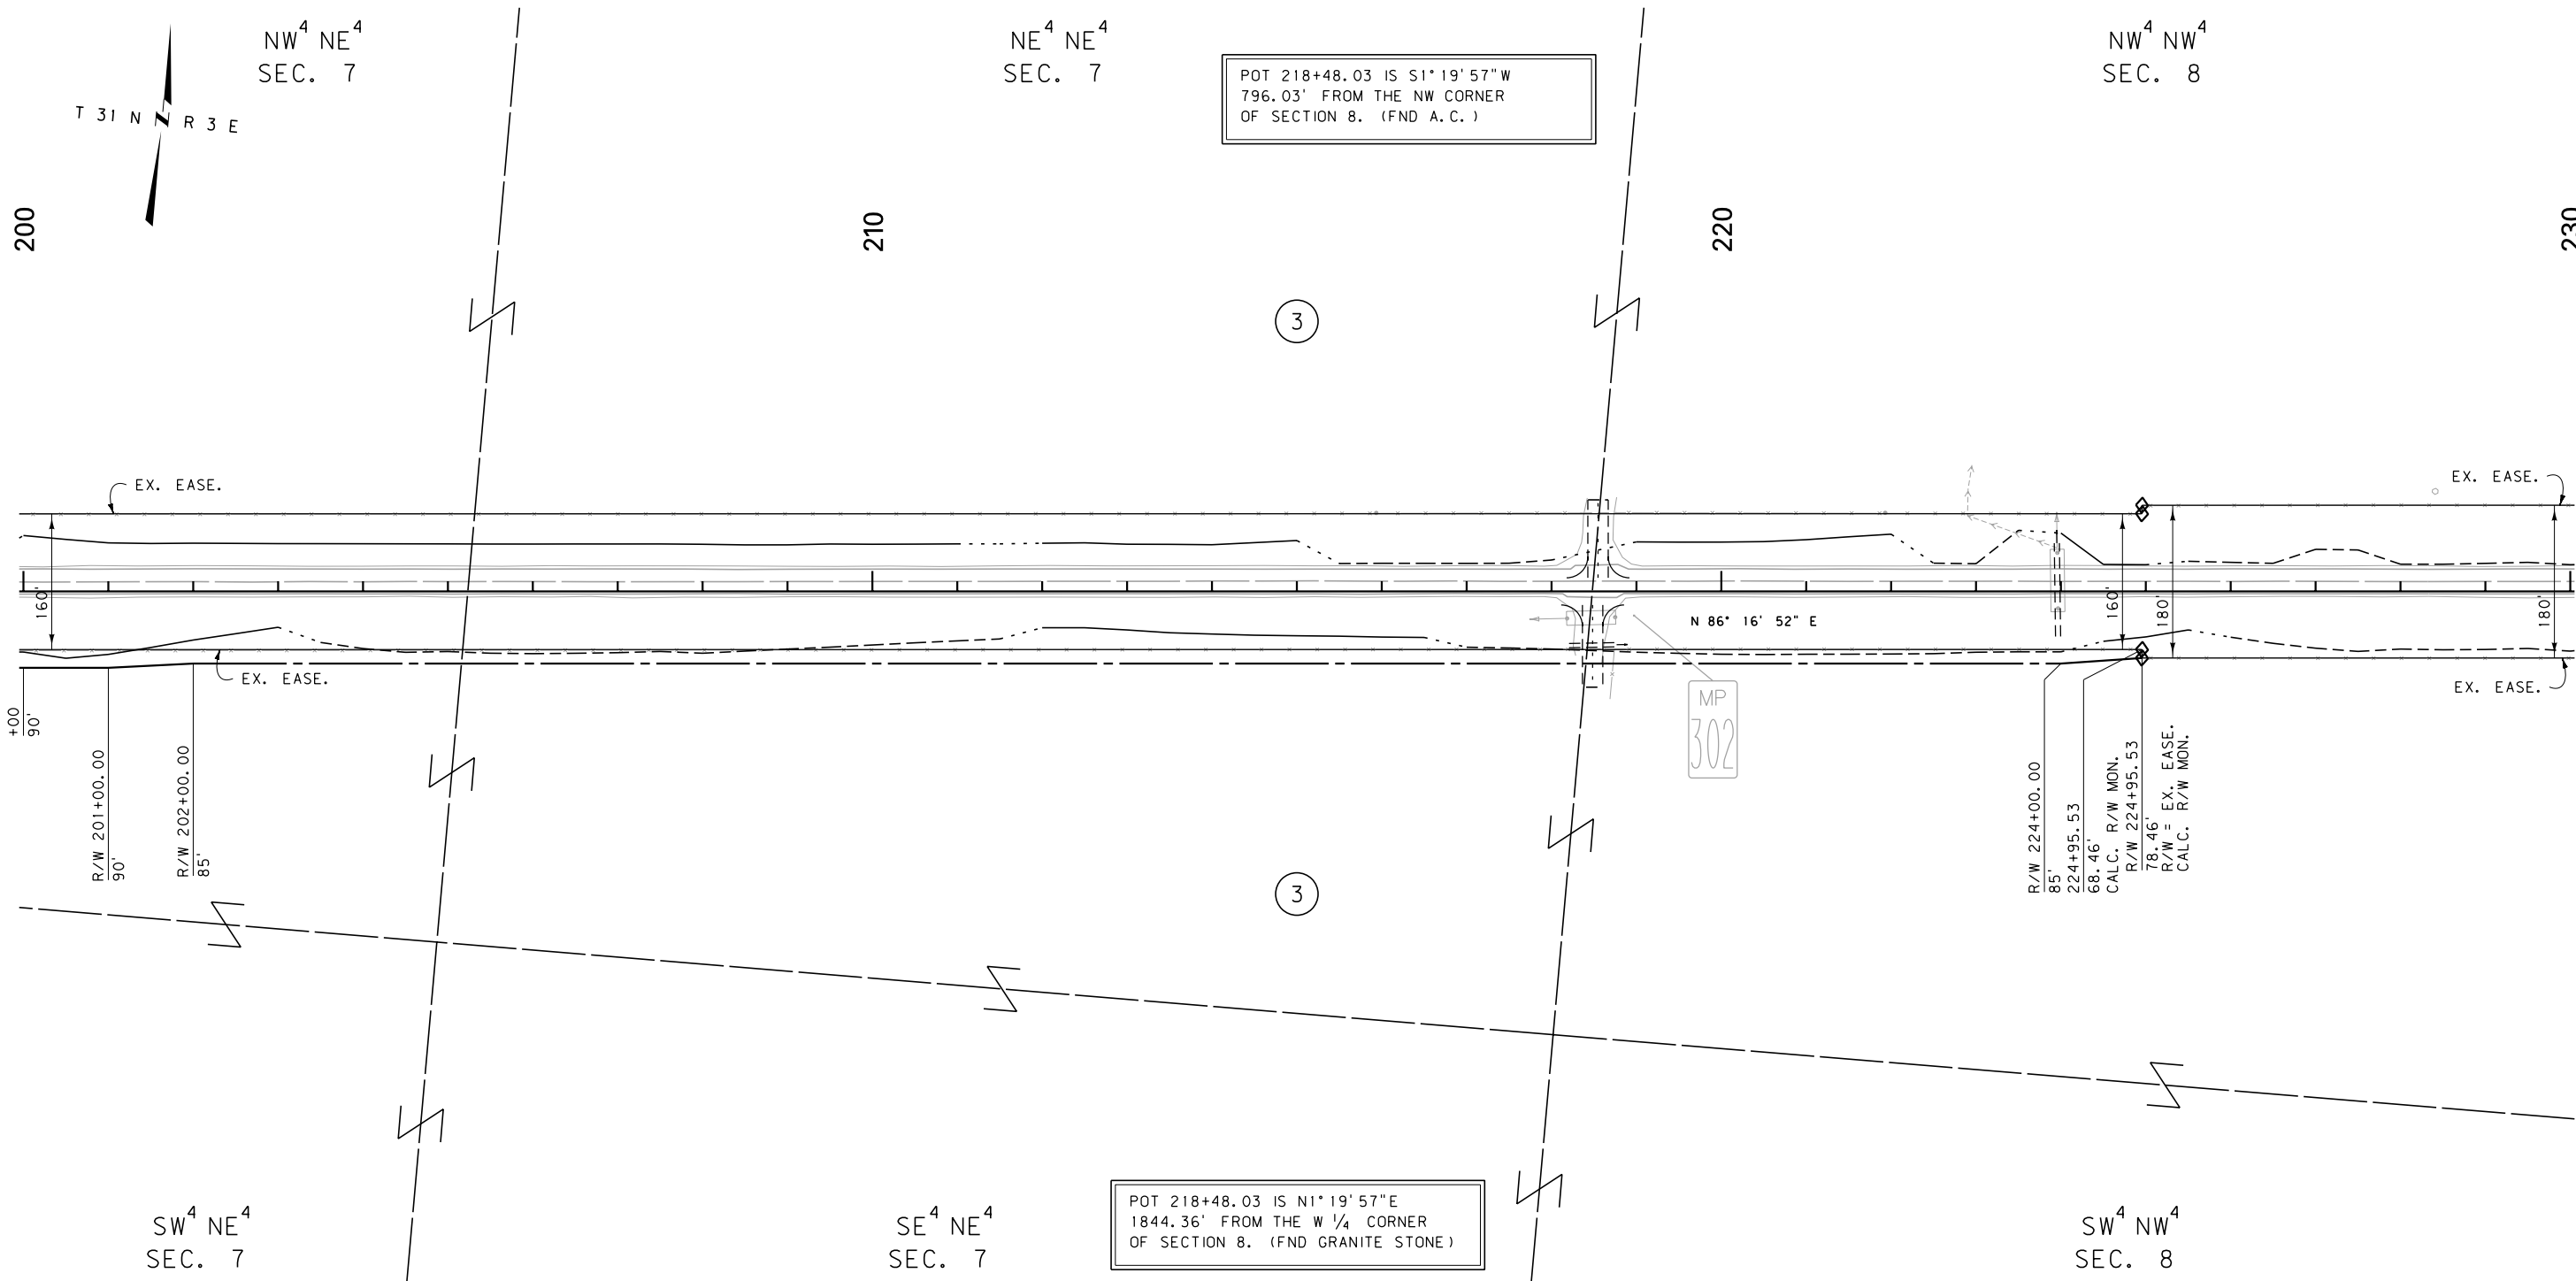 NW⁴ NE⁴
SEC. 7
NE⁴ NE⁴
SEC. 7
NW⁴ NW⁴
SEC. 8
POT 218+48.03 IS S1°19'57"W
796.03' FROM THE NW CORNER
OF SECTION 8. (FND A.C.)
T 31 N N R 3 E
200
210
220
230
3
EX. EASE.
EX. EASE.
160'
160'
180'
180'
N 86° 16' 52" E
EX. EASE.
EX. EASE.
MP
302
+00
90'
R/W 201+00.00
90'
R/W 202+00.00
85'
R/W 224+00.00
85'
224+95.53
68.46'
CALC. R/W MON.
R/W 224+95.53
78.46'
R/W = EX. EASE.
CALC. R/W MON.
3
POT 218+48.03 IS N1°19'57"E
1844.36' FROM THE W 1/4 CORNER
OF SECTION 8. (FND GRANITE STONE)
SW⁴ NE⁴
SEC. 7
SE⁴ NE⁴
SEC. 7
SW⁴ NW⁴
SEC. 8